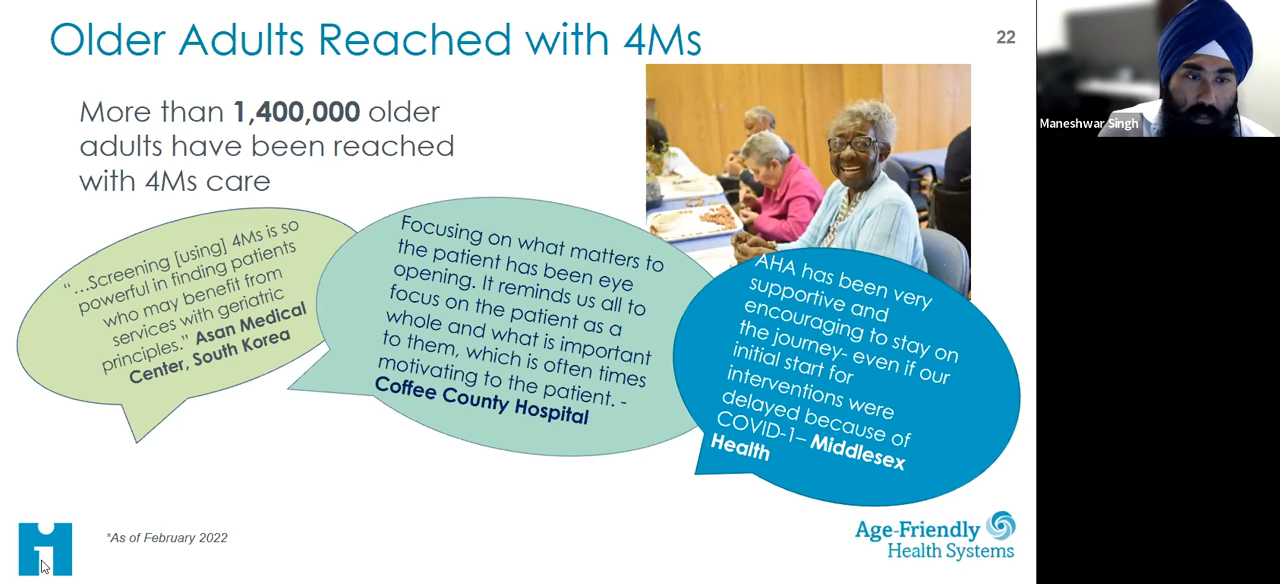 Older Adults Reached with 4Ms
22
More than 1,400,000 older
adults have been reached
with 4Ms care
“…Screening [using] 4Ms is so
powerful in finding patients
who may benefit from
services with geriatric
principles.” Asan Medical
Center, South Korea
Focusing on what matters to
the patient has been eye
opening. It reminds us all to
focus on the patient as a
whole and what is important
to them, which is often times
motivating to the patient. -
Coffee County Hospital
AHA has been very
supportive and
encouraging to stay on
the journey- even if our
initial start for
interventions were
delayed because of
COVID-1– Middlesex
Health
*As of February 2022
Age-Friendly
Health Systems
Maneshwar Singh